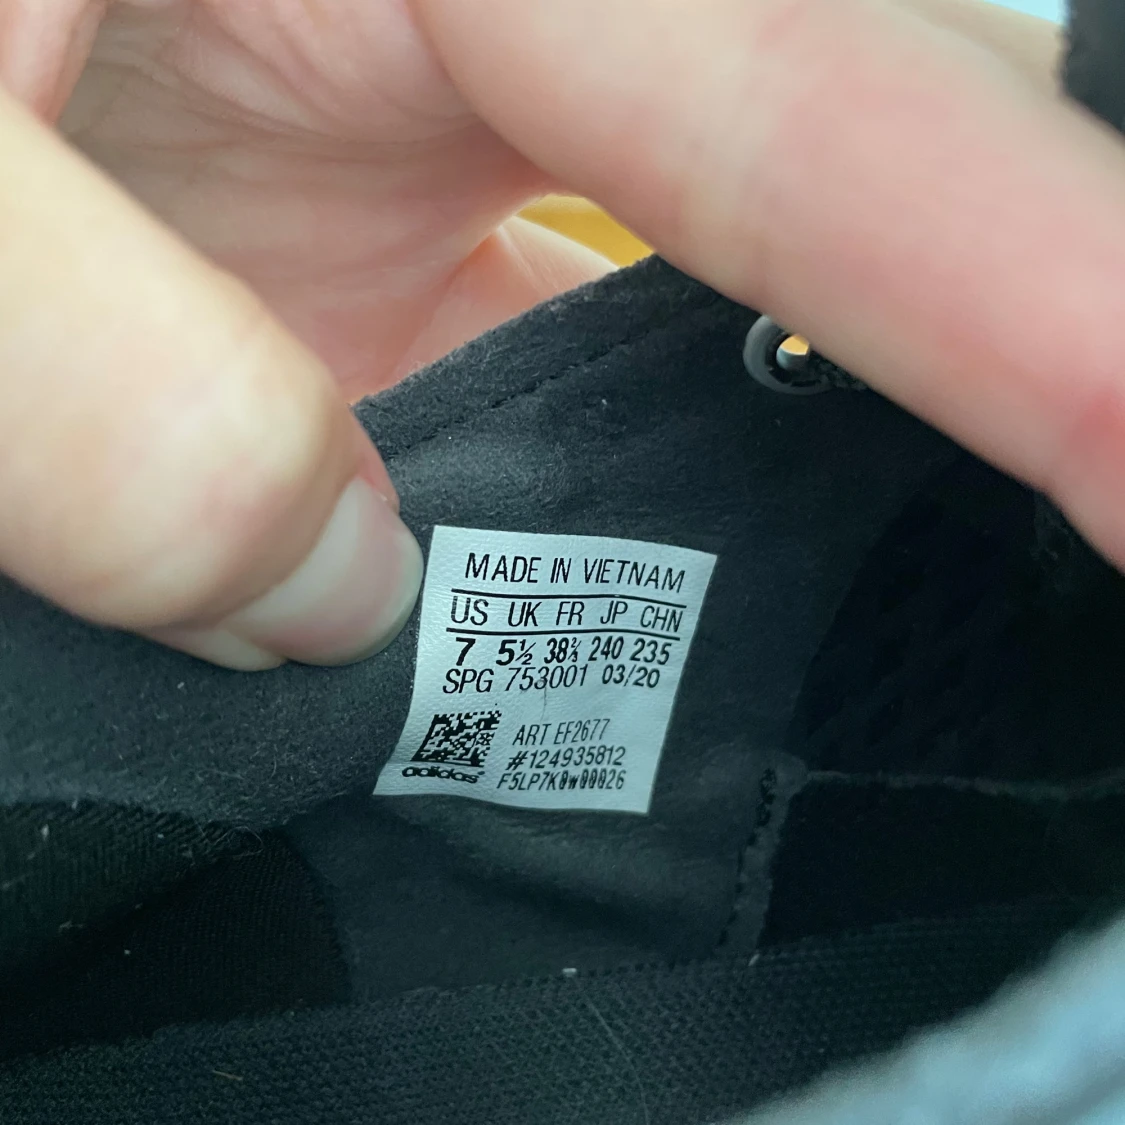 MADE IN VIETNAM
US UK FR JP CHN
7 5½ 38⅔ 240 235
SPG 753001 03/20
ART EF2677
#124935812
adidas
F5LP7K0w00026